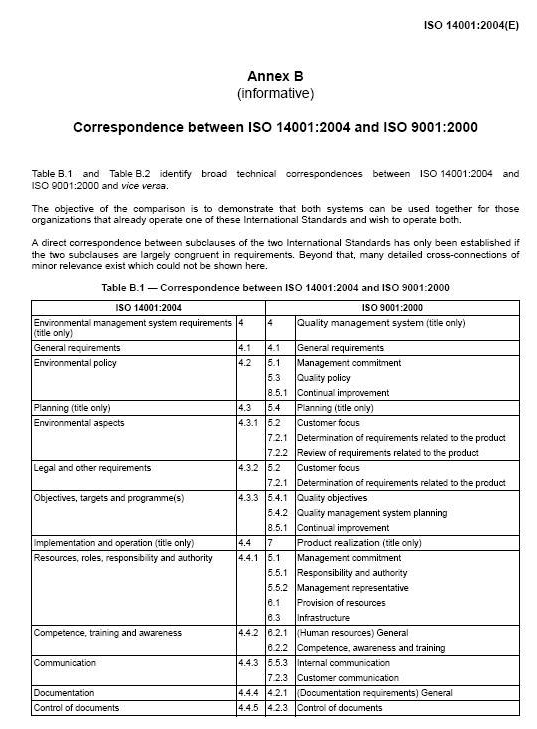 ISO 14001:2004(E)
Annex B
(informative)
Correspondence between ISO 14001:2004 and ISO 9001:2000
Table B.1 and Table B.2 identify broad technical correspondences between ISO 14001:2004 and
ISO 9001:2000 and vice versa.
The objective of the comparison is to demonstrate that both systems can be used together for those
organizations that already operate one of these International Standards and wish to operate both.
A direct correspondence between subclauses of the two International Standards has only been established if
the two subclauses are largely congruent in requirements. Beyond that, many detailed cross-connections of
minor relevance exist which could not be shown here.
Table B.1 — Correspondence between ISO 14001:2004 and ISO 9001:2000
ISO 14001:2004 ISO 9001:2000
Environmental management system requirements 4 4 Quality management system (title only)
(title only)
General requirements 4.1 4.1 General requirements
Environmental policy 4.2 5.1 Management commitment
5.3 Quality policy
8.5.1 Continual improvement
Planning (title only) 4.3 5.4 Planning (title only)
Environmental aspects 4.3.1 5.2 Customer focus
7.2.1 Determination of requirements related to the product
7.2.2 Review of requirements related to the product
Legal and other requirements 4.3.2 5.2 Customer focus
7.2.1 Determination of requirements related to the product
Objectives, targets and programme(s) 4.3.3 5.4.1 Quality objectives
5.4.2 Quality management system planning
8.5.1 Continual improvement
Implementation and operation (title only) 4.4 7 Product realization (title only)
Resources, roles, responsibility and authority 4.4.1 5.1 Management commitment
5.5.1 Responsibility and authority
5.5.2 Management representative
6.1 Provision of resources
6.3 Infrastructure
Competence, training and awareness 4.4.2 6.2.1 (Human resources) General
6.2.2 Competence, awareness and training
Communication 4.4.3 5.5.3 Internal communication
7.2.3 Customer communication
Documentation 4.4.4 4.2.1 (Documentation requirements) General
Control of documents 4.4.5 4.2.3 Control of documents